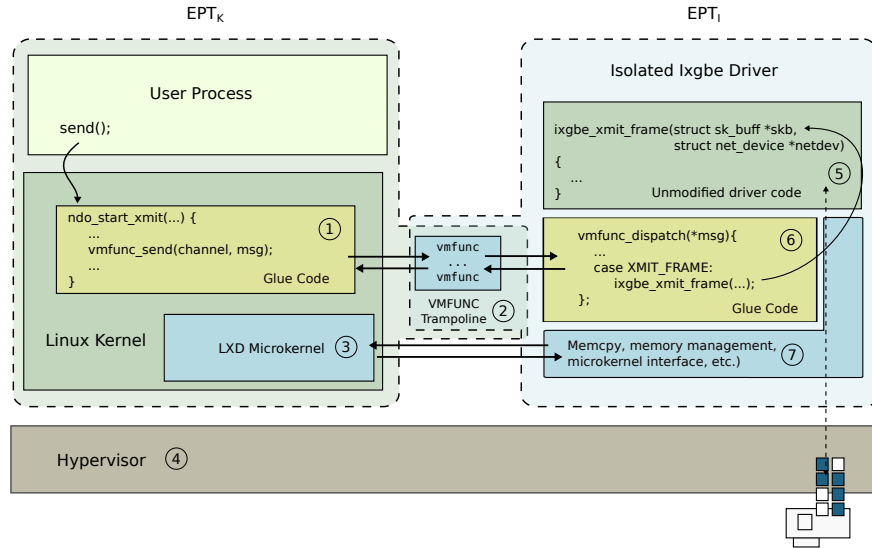 EPTK
EPTI
User Process
send();
Isolated Ixgbe Driver
ixgbe_xmit_frame(struct sk_buff *skb,
struct net_device *netdev)
{
...
}
5
Unmodified driver code
ndo_start_xmit(...) {
...
vmfunc_send(channel, msg);
...
}
1
Glue Code
vmfunc
...
vmfunc
VMFUNC
Trampoline
2
vmfunc_dispatch(*msg){
...
case XMIT_FRAME:
ixgbe_xmit_frame(...);
};
6
Glue Code
Linux Kernel
LXD Microkernel
3
Memcpy, memory management,
microkernel interface, etc.)
7
Hypervisor
4